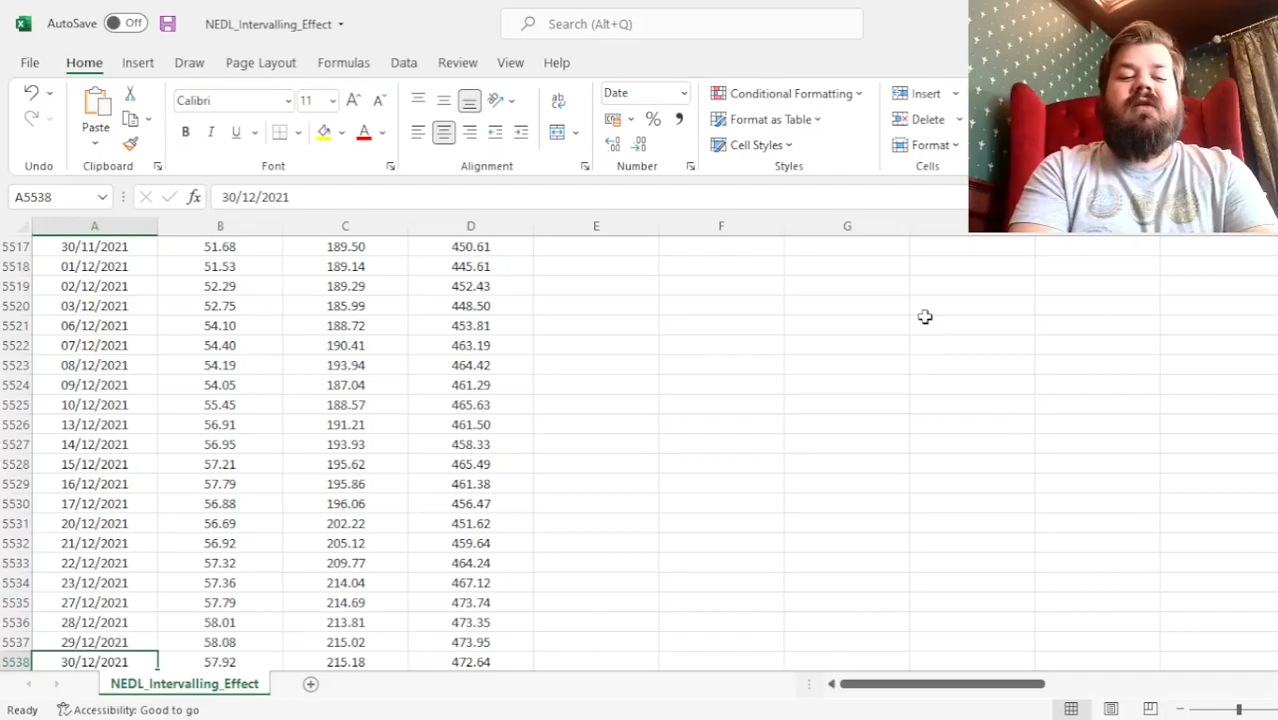 AutoSave Off NEDL_Intervalling_Effect Search (Alt+Q)
File Home Insert Draw Page Layout Formulas Data Review View Help
Calibri 11 A A ab Date Conditional Formatting Insert
Paste B I U A % , Format as Table Delete
Cell Styles Format
Undo Clipboard Font Alignment Number Styles Cells
A5538 fx 30/12/2021
A B C D E F G
5517 30/11/2021 51.68 189.50 450.61
5518 01/12/2021 51.53 189.14 445.61
5519 02/12/2021 52.29 189.29 452.43
5520 03/12/2021 52.75 185.99 448.50
5521 06/12/2021 54.10 188.72 453.81
5522 07/12/2021 54.40 190.41 463.19
5523 08/12/2021 54.19 193.94 464.42
5524 09/12/2021 54.05 187.04 461.29
5525 10/12/2021 55.45 188.57 465.63
5526 13/12/2021 56.91 191.21 461.50
5527 14/12/2021 56.95 193.93 458.33
5528 15/12/2021 57.21 195.62 465.49
5529 16/12/2021 57.79 195.86 461.38
5530 17/12/2021 56.88 196.06 456.47
5531 20/12/2021 56.69 202.22 451.62
5532 21/12/2021 56.92 205.12 459.64
5533 22/12/2021 57.32 209.77 464.24
5534 23/12/2021 57.36 214.04 467.12
5535 27/12/2021 57.79 214.69 473.74
5536 28/12/2021 58.01 213.81 473.35
5537 29/12/2021 58.08 215.02 473.95
5538 30/12/2021 57.92 215.18 472.64
NEDL_Intervalling_Effect
Ready Accessibility: Good to go